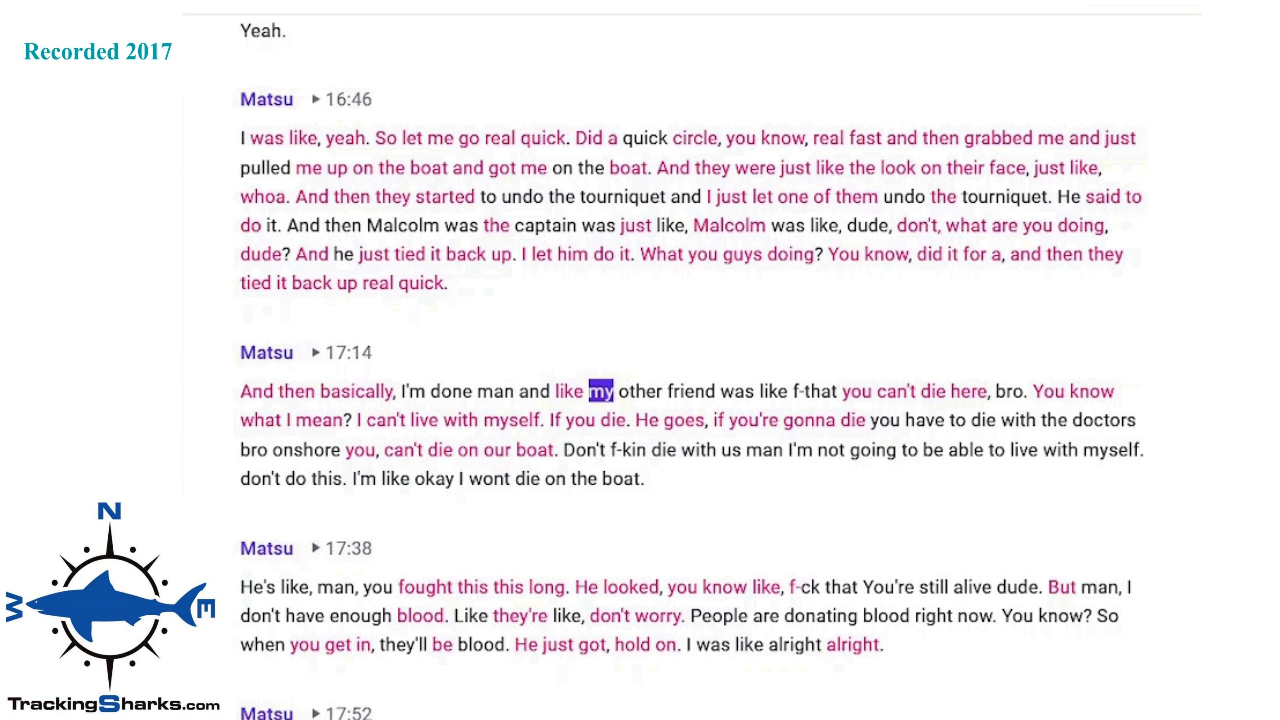 Yeah.
Recorded 2017
Matsu 16:46
I was like, yeah. So let me go real quick. Did a quick circle, you know, real fast and then grabbed me and just
pulled me up on the boat and got me on the boat. And they were just like the look on their face, just like,
whoa. And then they started to undo the tourniquet and I just let one of them undo the tourniquet. He said to
do it. And then Malcolm was the captain was just like, Malcolm was like, dude, don't, what are you doing,
dude? And he just tied it back up. I let him do it. What you guys doing? You know, did it for a, and then they
tied it back up real quick.
Matsu 17:14
And then basically, I'm done man and like my other friend was like f-that you can't die here, bro. You know
what I mean? I can't live with myself. If you die. He goes, if you're gonna die you have to die with the doctors
bro onshore you, can't die on our boat. Don't f-kin die with us man I'm not going to be able to live with myself.
don't do this. I'm like okay I wont die on the boat.
Matsu 17:38
He's like, man, you fought this this long. He looked, you know like, f-ck that You're still alive dude. But man, I
don't have enough blood. Like they're like, don't worry. People are donating blood right now. You know? So
when you get in, they'll be blood. He just got, hold on. I was like alright alright.
Matsu 17:52
N
W
E
TrackingSharks.com